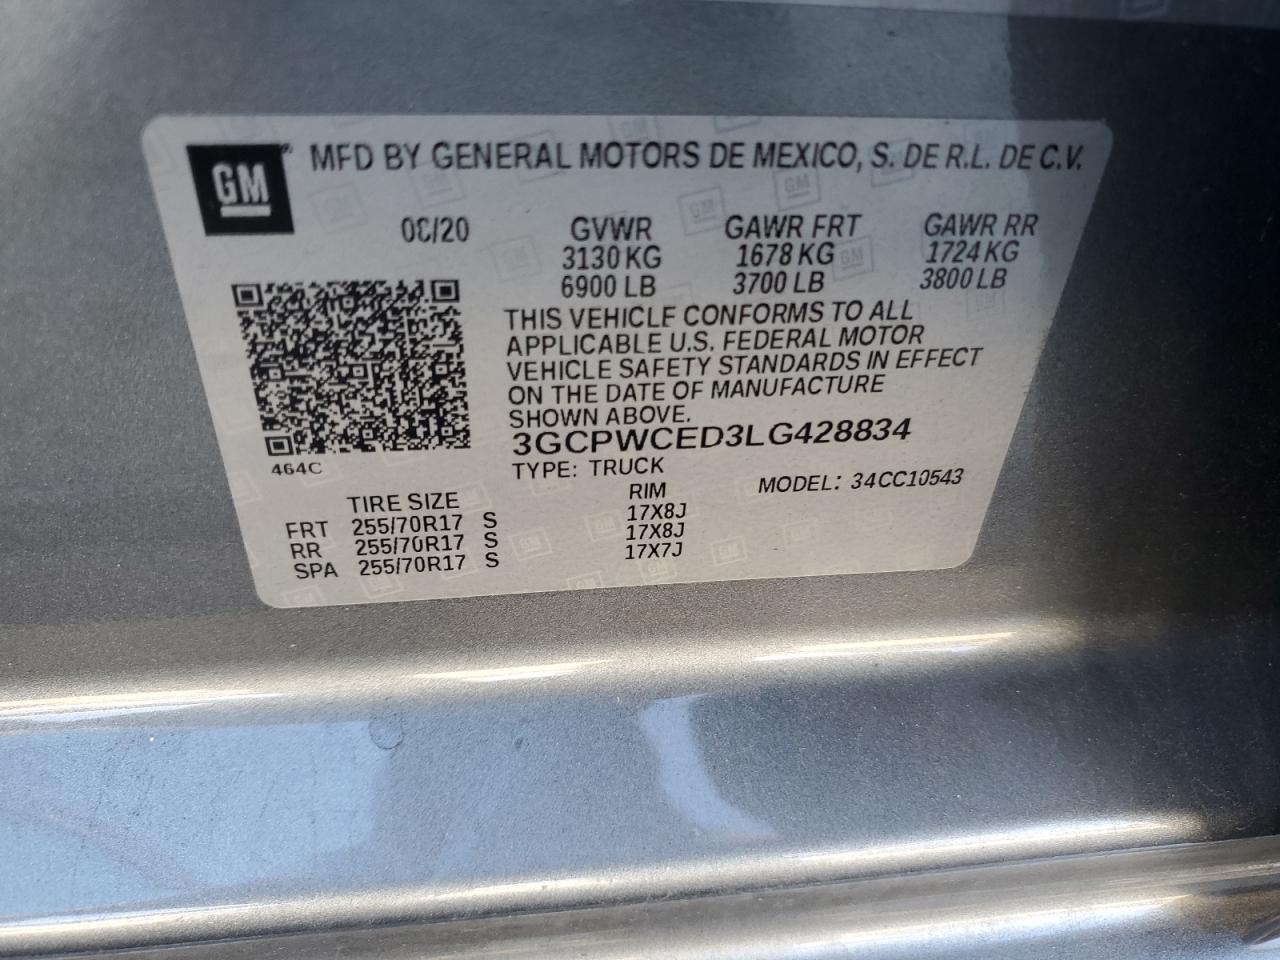 GM
MFD BY GENERAL MOTORS DE MEXICO, S. DE R.L. DE C.V.
08/20 GVWR GAWR FRT GAWR RR
3130 KG 1678 KG 1724 KG
6900 LB 3700 LB 3800 LB
THIS VEHICLE CONFORMS TO ALL
APPLICABLE U.S. FEDERAL MOTOR
VEHICLE SAFETY STANDARDS IN EFFECT
ON THE DATE OF MANUFACTURE
SHOWN ABOVE.
3GCPWCED3LG428834
464C
TYPE: TRUCK
MODEL: 34CC10543
TIRE SIZE RIM
FRT 255/70R17 S 17X8J
RR 255/70R17 S 17X8J
SPA 255/70R17 S 17X7J